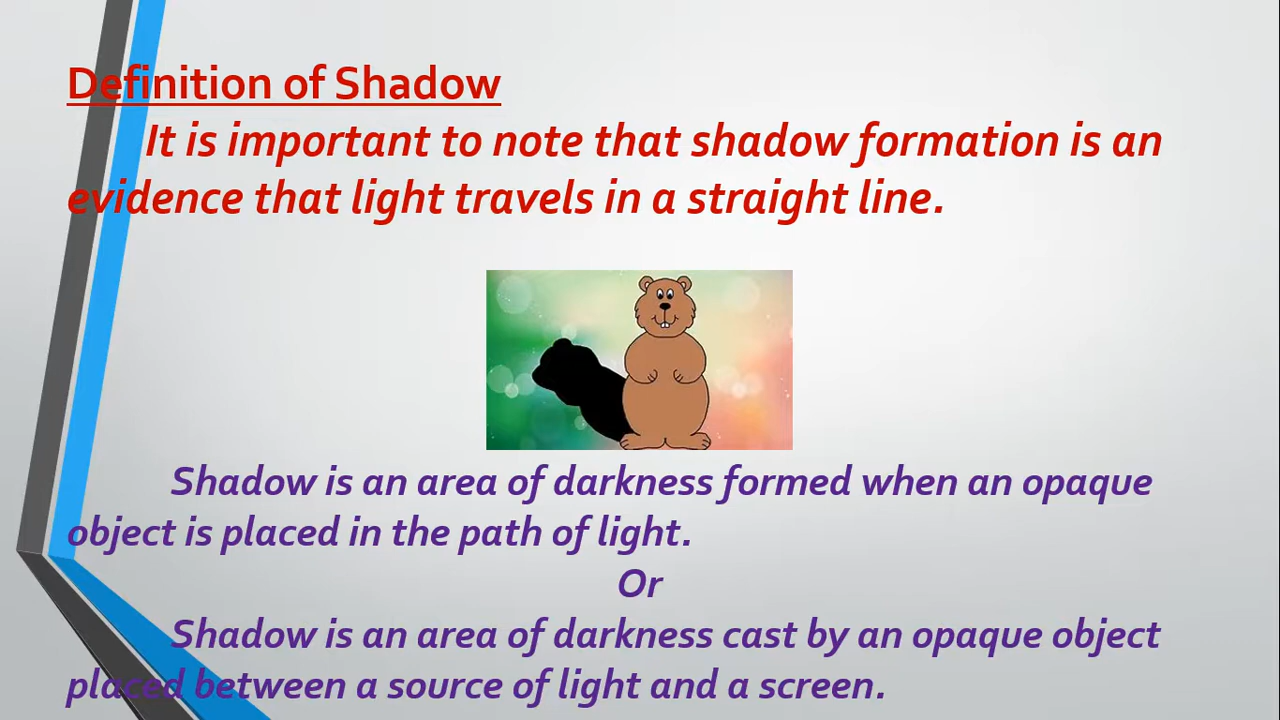 Definition of Shadow
It is important to note that shadow formation is an
evidence that light travels in a straight line.
Shadow is an area of darkness formed when an opaque
object is placed in the path of light.
Or
Shadow is an area of darkness cast by an opaque object
placed between a source of light and a screen.